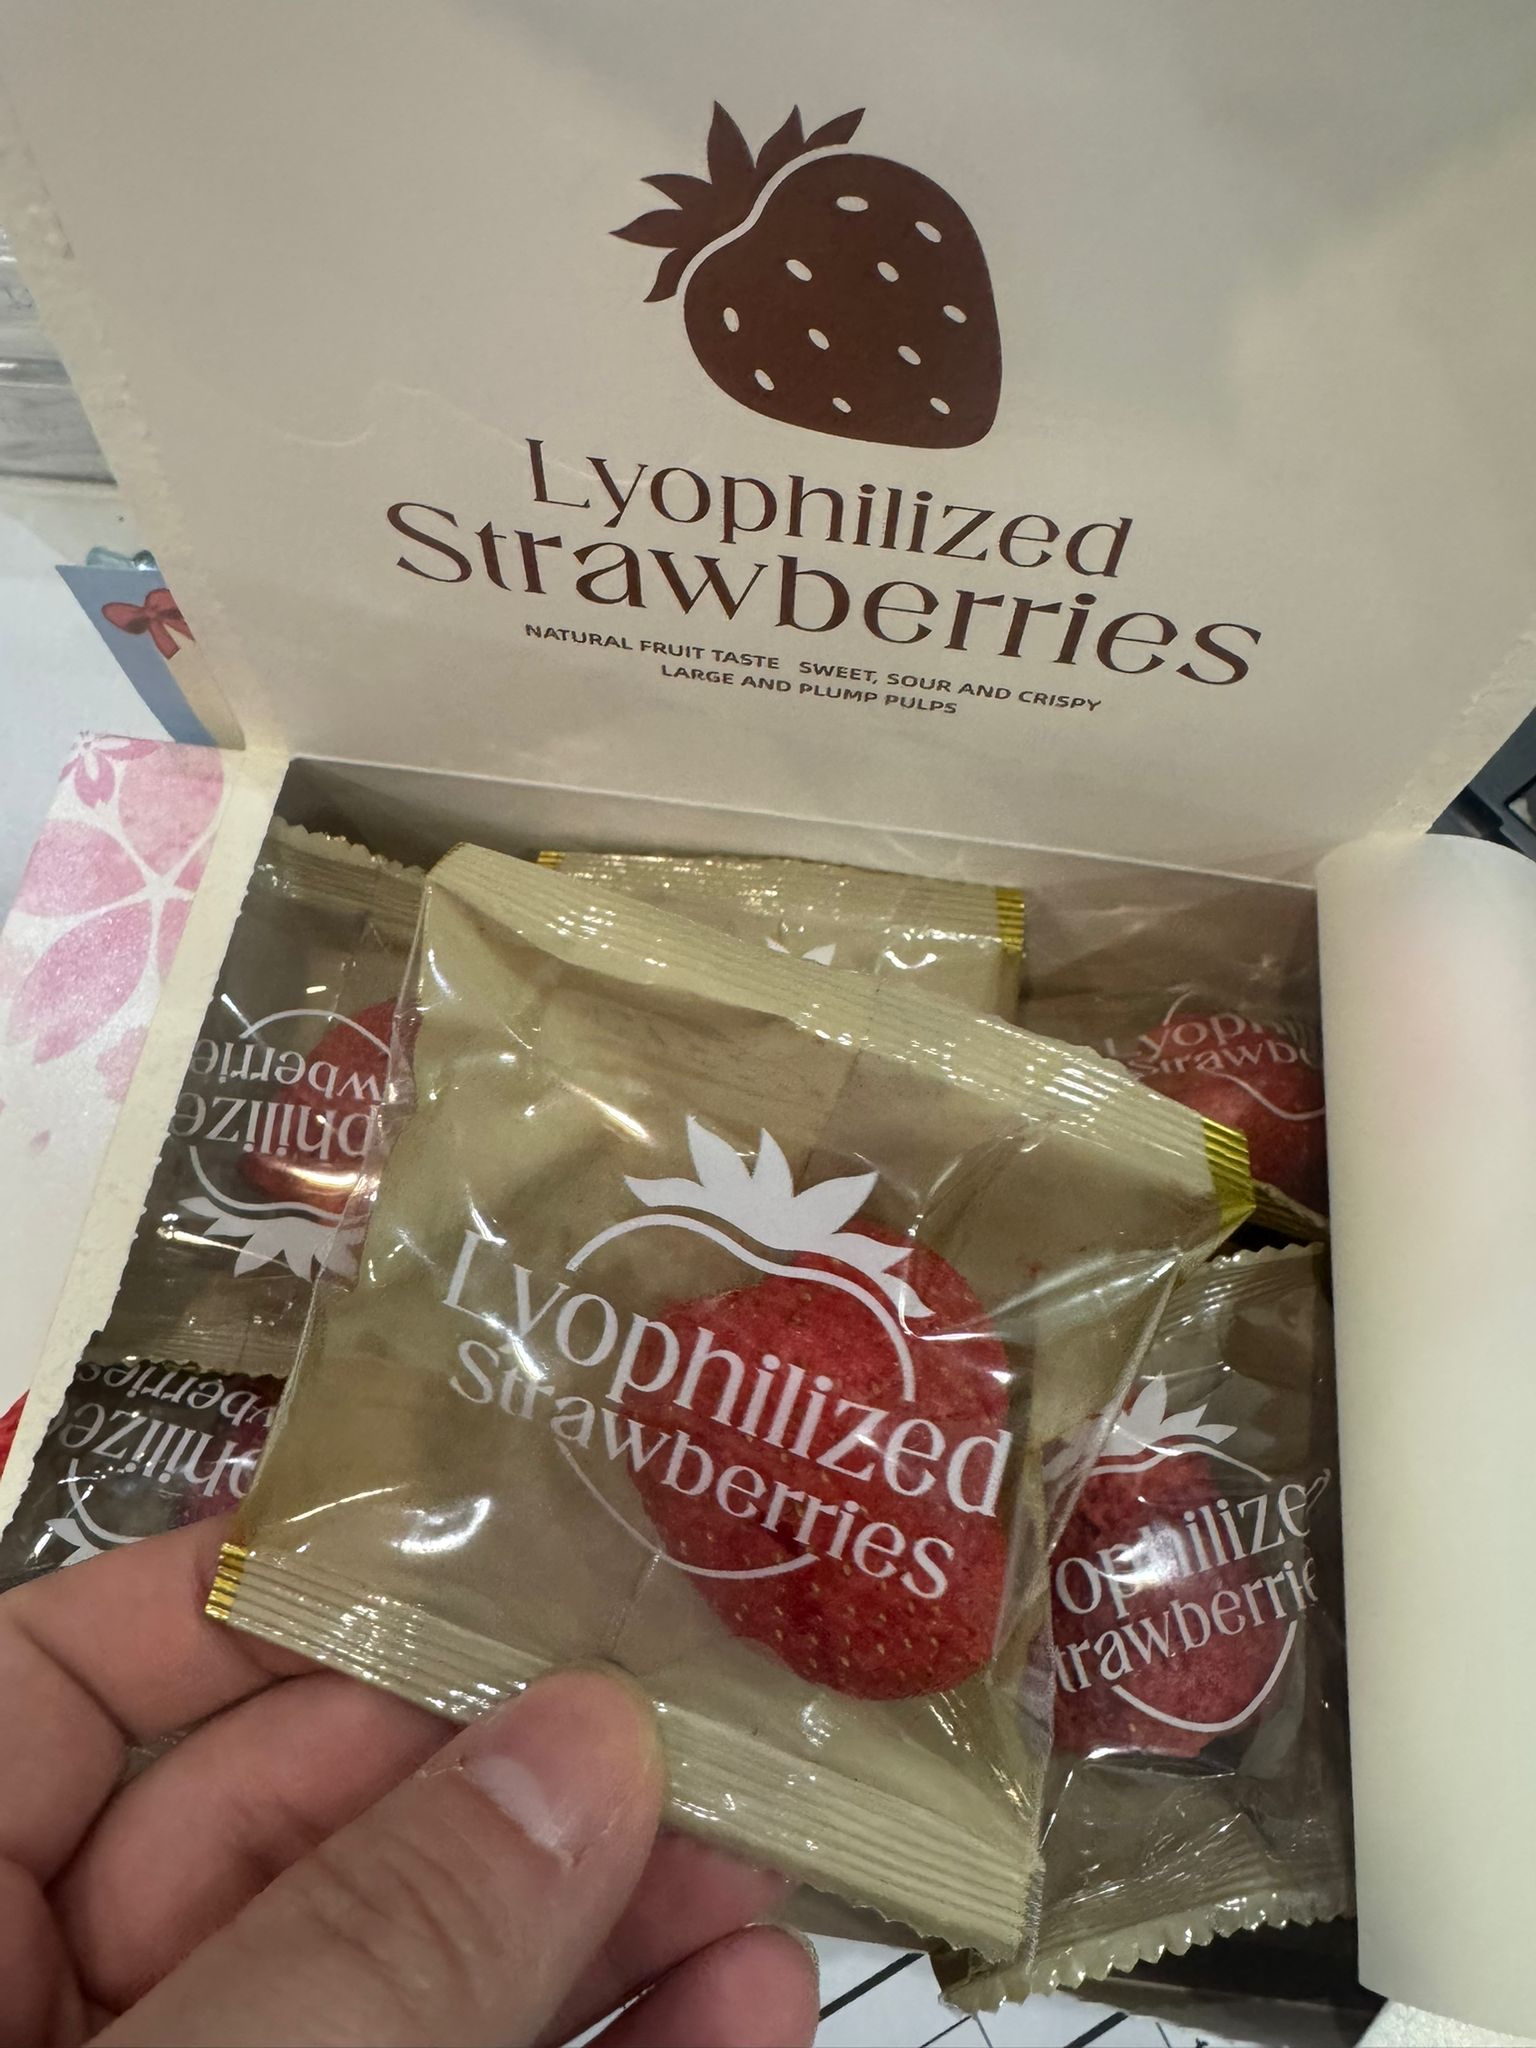 Lyophilized
Strawberries
NATURAL FRUIT TASTE SWEET, SOUR AND CRISPY
LARGE AND PLUMP PULPS
Lyophilized
Strawberries